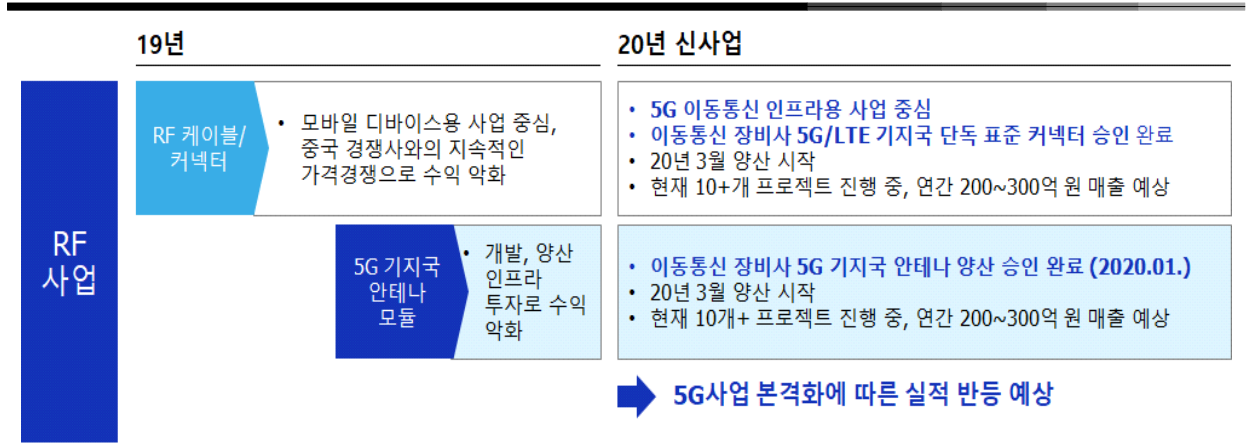 19년
20년 신사업
RF
사업
RF 케이블/
커넥터
• 모바일 디바이스용 사업 중심,
중국 경쟁사와의 지속적인
가격경쟁으로 수익 악화
• 5G 이동통신 인프라용 사업 중심
• 이동통신 장비사 5G/LTE 기지국 단독 표준 커넥터 승인 완료
• 20년 3월 양산 시작
• 현재 10+개 프로젝트 진행 중, 연간 200~300억 원 매출 예상
5G 기지국
안테나
모듈
• 개발, 양산
인프라
투자로 수익
악화
• 이동통신 장비사 5G 기지국 안테나 양산 승인 완료 (2020.01.)
• 20년 3월 양산 시작
• 현재 10개+ 프로젝트 진행 중, 연간 200~300억 원 매출 예상
5G사업 본격화에 따른 실적 반등 예상